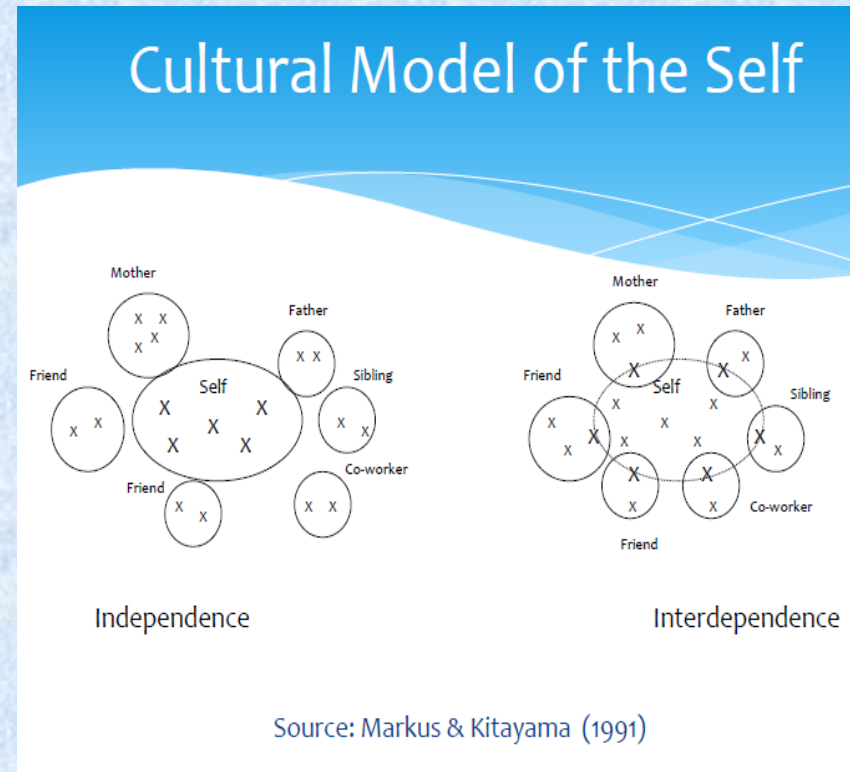 Cultural Model of the Self
Mother
X X
X
X
Father
X X
Friend
X X
Self
X X
X
X X
Sibling
X
X
Friend
X
X
Co-worker
X X
Independence
Mother
X X
X
Father
X X
Friend
X
X
X
Self
X X
X
X X
Sibling
X
X
X
X
Friend
X
X
Co-worker
Interdependence
Source: Markus & Kitayama (1991)